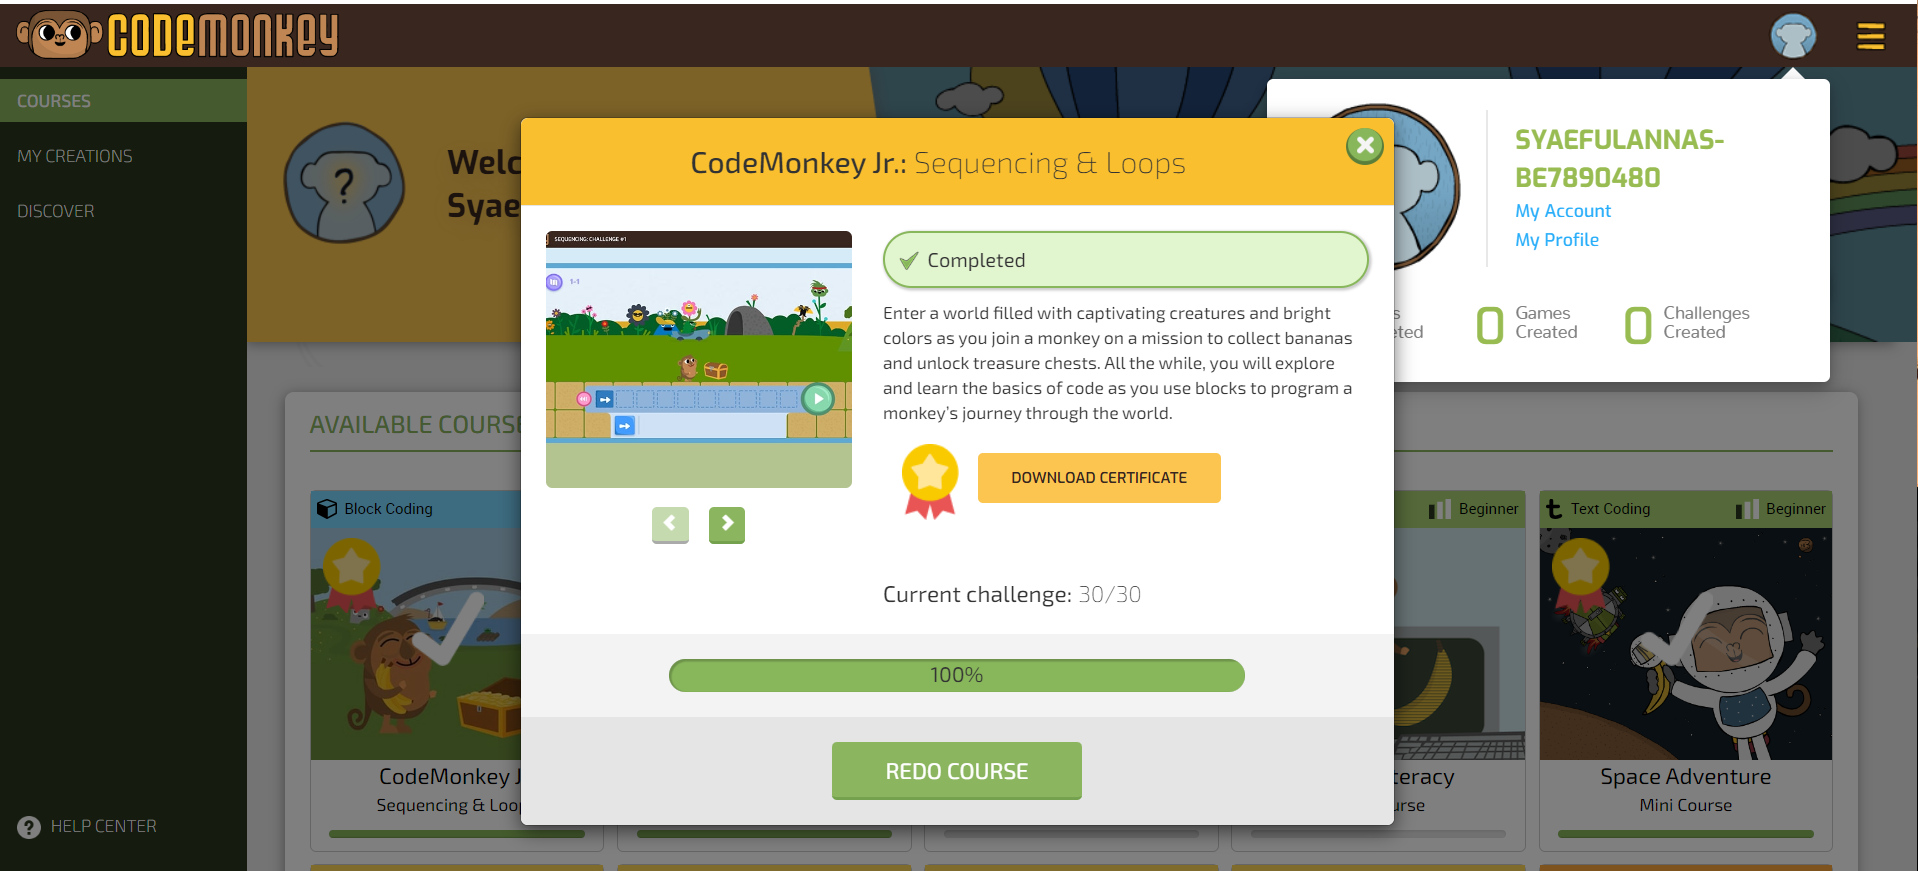 CODEMONKEY
COURSES
MY CREATIONS
DISCOVER
HELP CENTER
Welc
Syae
SYAEFULANNAS-
BE7890480
My Account
My Profile
s
eted
0 Games
Created
0 Challenges
Created
CodeMonkey Jr.: Sequencing & Loops
SEQUENCING: CHALLENGE #1
1-1
Completed
Enter a world filled with captivating creatures and bright
colors as you join a monkey on a mission to collect bananas
and unlock treasure chests. All the while, you will explore
and learn the basics of code as you use blocks to program a
monkey's journey through the world.
DOWNLOAD CERTIFICATE
Current challenge: 30/30
100%
REDO COURSE
AVAILABLE COURS
Block Coding
CodeMonkey J
Sequencing & Loo
Beginner
eracy
urse
t Text Coding
Beginner
Space Adventure
Mini Course